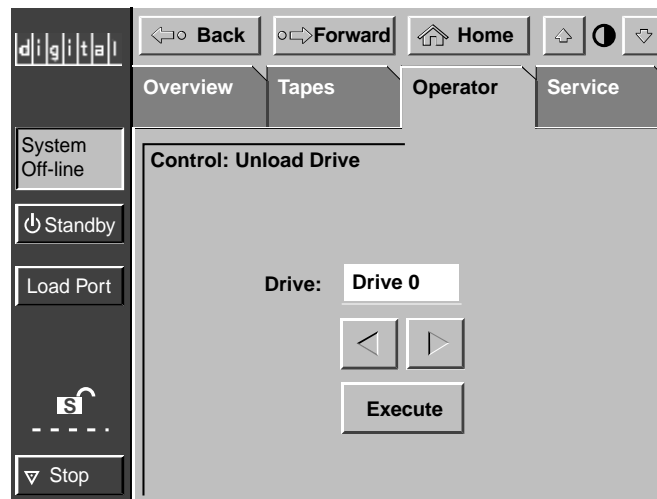 digital
Back Forward Home
Overview Tapes Operator Service
System
Off-line
Control: Unload Drive
Standby
Load Port
Drive: Drive 0
Execute
S
Stop